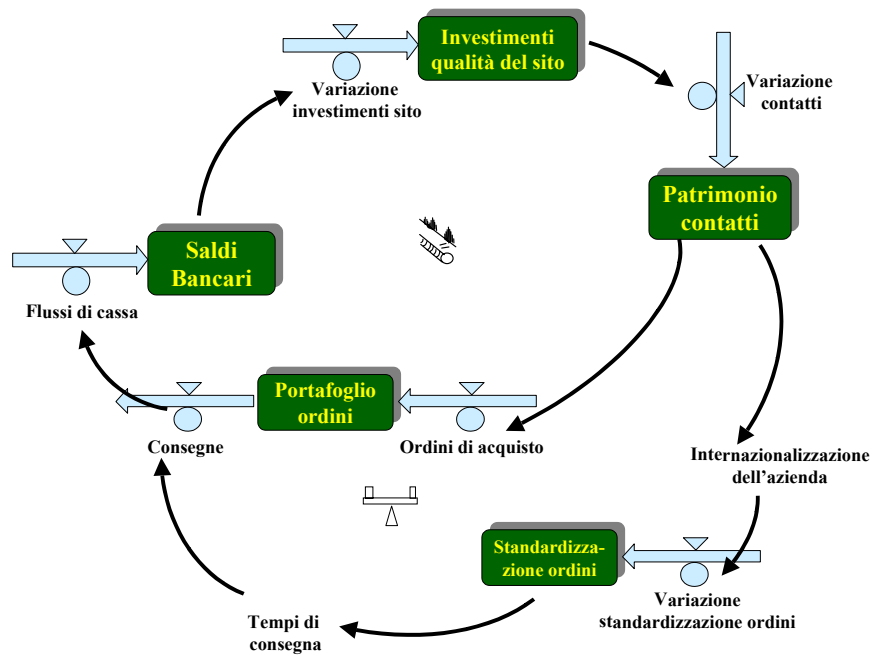 Investimenti
qualità del sito
Variazione
investimenti sito
Variazione
contatti
Patrimonio
contatti
Saldi
Bancari
Flussi di cassa
Portafoglio
ordini
Consegne
Ordini di acquisto
Internazionalizzazione
dell’azienda
Standardizza-
zione ordini
Variazione
standardizzazione ordini
Tempi di
consegna